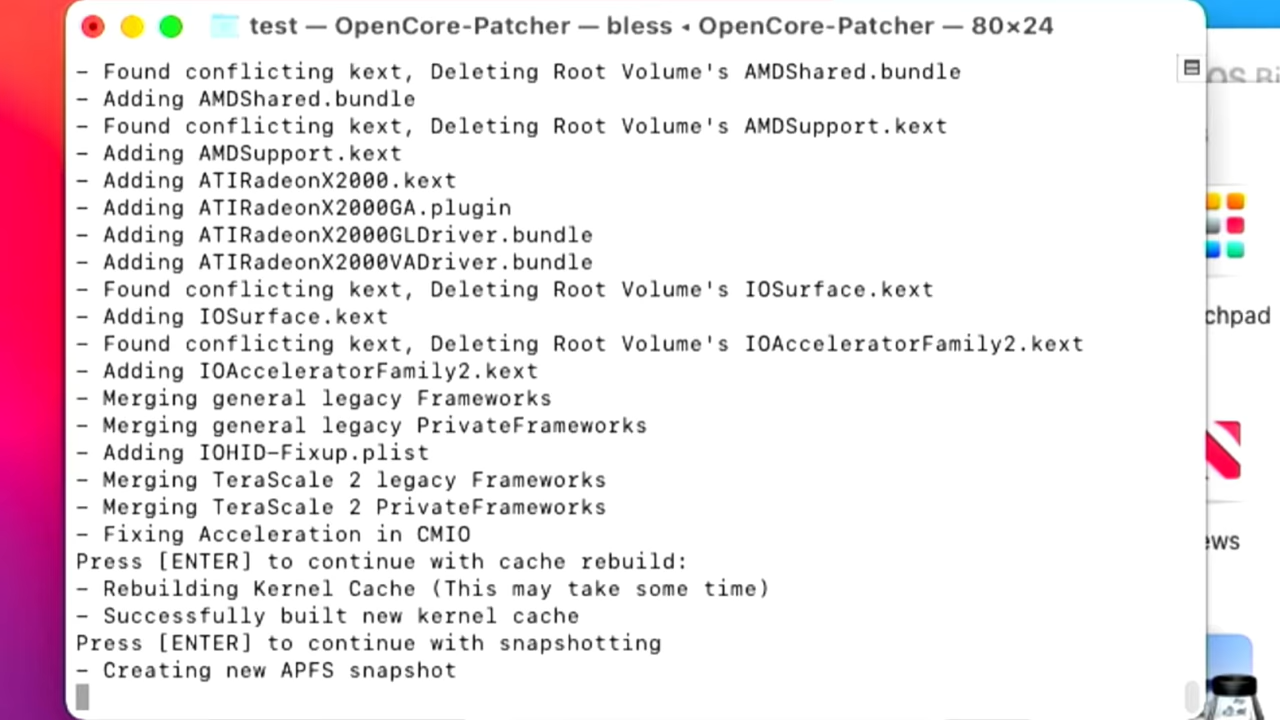 test — OpenCore-Patcher — bless ◂ OpenCore-Patcher — 80×24
- Found conflicting kext, Deleting Root Volume's AMDShared.bundle
- Adding AMDShared.bundle
- Found conflicting kext, Deleting Root Volume's AMDSupport.kext
- Adding AMDSupport.kext
- Adding ATIRadeonX2000.kext
- Adding ATIRadeonX2000GA.plugin
- Adding ATIRadeonX2000GLDriver.bundle
- Adding ATIRadeonX2000VADriver.bundle
- Found conflicting kext, Deleting Root Volume's IOSurface.kext
- Adding IOSurface.kext
- Found conflicting kext, Deleting Root Volume's IOAcceleratorFamily2.kext
- Adding IOAcceleratorFamily2.kext
- Merging general legacy Frameworks
- Merging general legacy PrivateFrameworks
- Adding IOHID-Fixup.plist
- Merging TeraScale 2 legacy Frameworks
- Merging TeraScale 2 PrivateFrameworks
- Fixing Acceleration in CMIO
Press [ENTER] to continue with cache rebuild:
- Rebuilding Kernel Cache (This may take some time)
- Successfully built new kernel cache
Press [ENTER] to continue with snapshotting
- Creating new APFS snapshot
chpad
ews